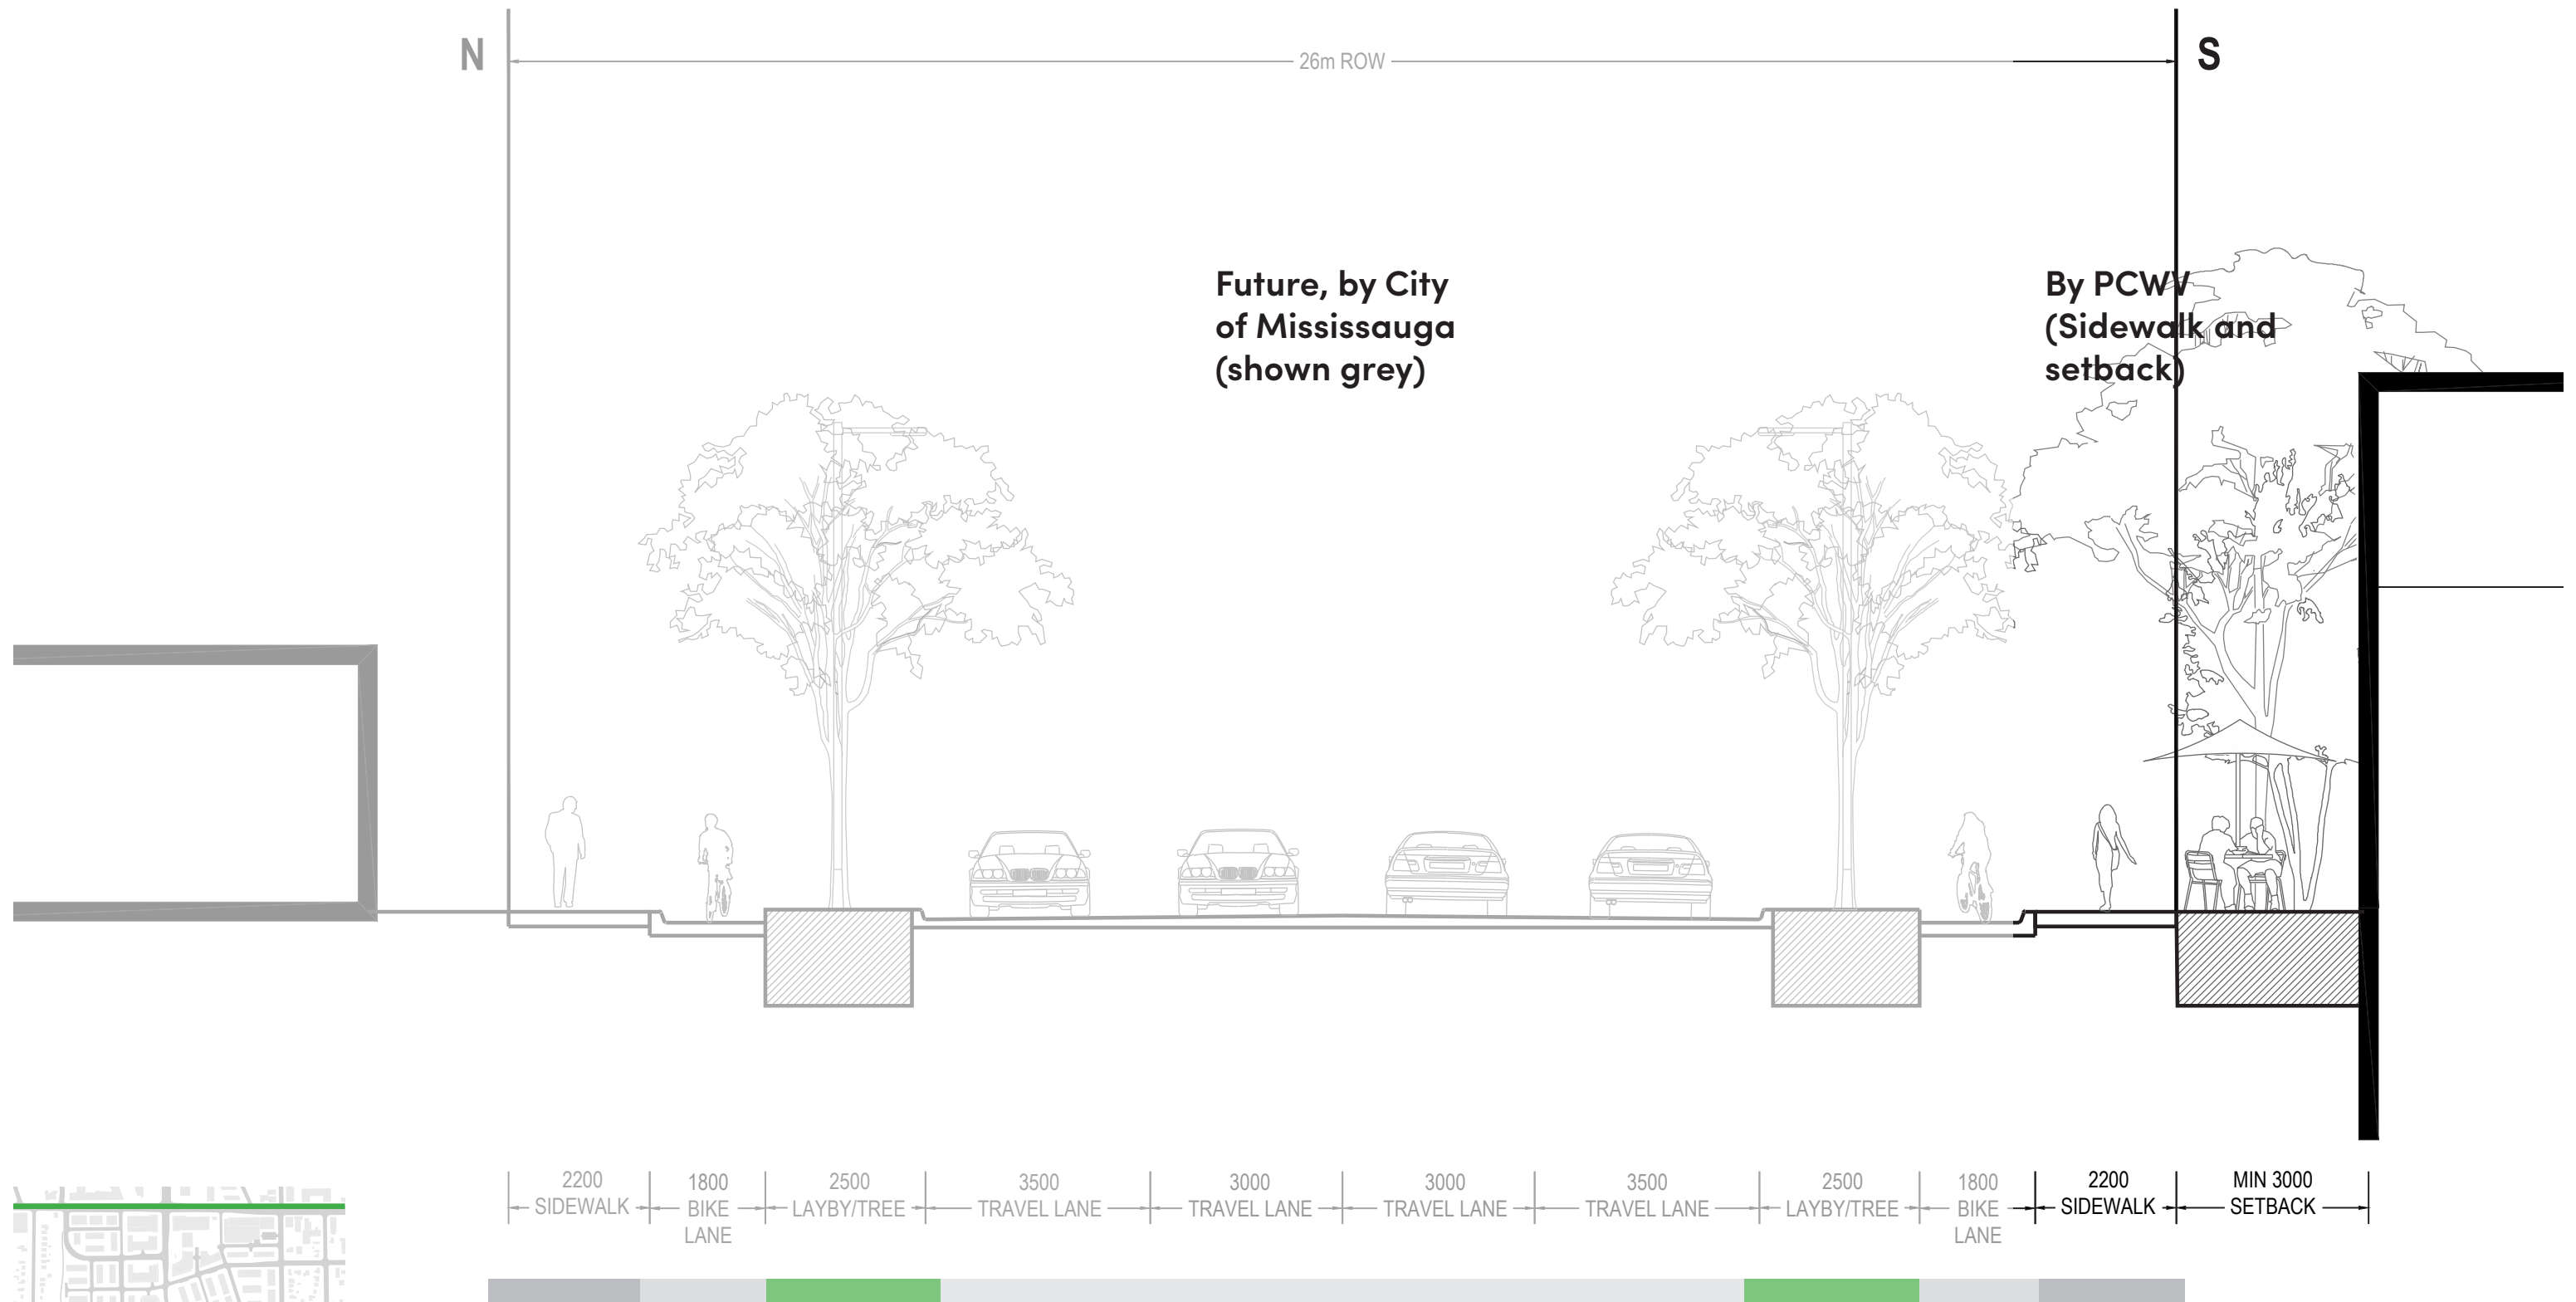 N
26m ROW
S
Future, by City
of Mississauga
(shown grey)
By PCWV
(Sidewalk and
setback)
2200
SIDEWALK
1800
BIKE
LANE
2500
LAYBY/TREE
3500
TRAVEL LANE
3000
TRAVEL LANE
3000
TRAVEL LANE
3500
TRAVEL LANE
2500
LAYBY/TREE
1800
BIKE
LANE
2200
SIDEWALK
MIN 3000
SETBACK